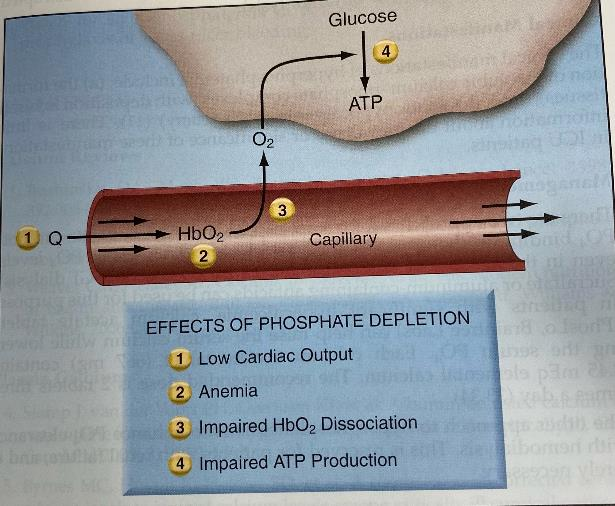 Glucose
4
ATP
O₂
3
1 Q
HbO₂
2
Capillary
EFFECTS OF PHOSPHATE DEPLETION
1 Low Cardiac Output
2 Anemia
3 Impaired HbO₂ Dissociation
4 Impaired ATP Production